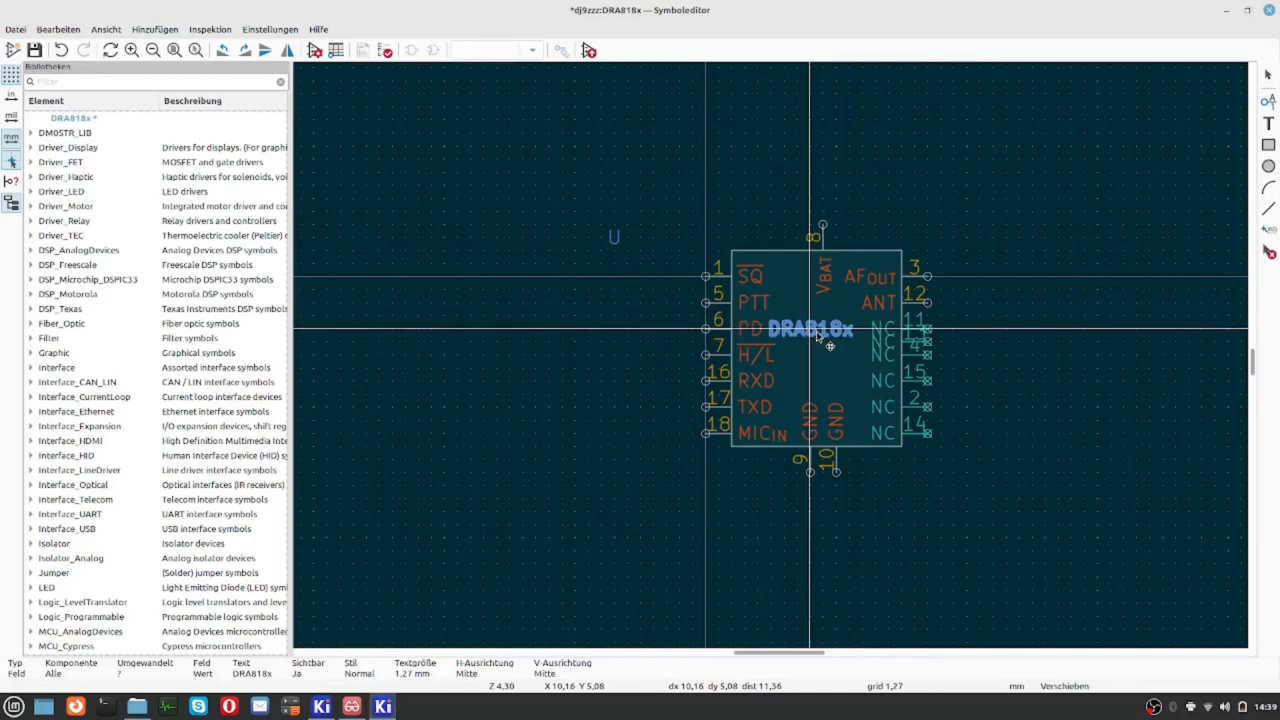 *dj9zzz:DRA818x — Symboleditor
Datei Bearbeiten Ansicht Hinzufügen Inspektion Einstellungen Hilfe
Bibliotheken
Filter
Element Beschreibung
DRA818x *
DM0STR_LIB
Driver_Display Drivers for displays. (For graphi
Driver_FET MOSFET and gate drivers
Driver_Haptic Haptic drivers for solenoids, voi
Driver_LED LED drivers
Driver_Motor Integrated motor driver and co
Driver_Relay Relay drivers and controllers
Driver_TEC Thermoelectric cooler (Peltier) d
DSP_AnalogDevices Analog Devices DSP symbols
DSP_Freescale Freescale DSP symbols
DSP_Microchip_DSPIC33 Microchip DSPIC33 symbols
DSP_Motorola Motorola DSP symbols
DSP_Texas Texas Instruments DSP symbols
Fiber_Optic Fiber optic symbols
Filter Filter symbols
Graphic Graphical symbols
Interface Assorted interface symbols
Interface_CAN_LIN CAN / LIN interface symbols
Interface_CurrentLoop Current loop interface devices
Interface_Ethernet Ethernet interface symbols
Interface_Expansion I/O expansion devices, shift reg
Interface_HDMI High Definition Multimedia Inte
Interface_HID Human Interface Device (HID) sy
Interface_LineDriver Line driver interface symbols
Interface_Optical Optical interfaces (IR receivers)
Interface_Telecom Telecom interface symbols
Interface_UART UART interface symbols
Interface_USB USB interface symbols
Isolator Isolator devices
Isolator_Analog Analog isolator devices
Jumper (Solder) jumper symbols
LED Light Emitting Diode (LED) syml
Logic_LevelTranslator Logic level translators and leve
Logic_Programmable Programmable logic symbols
MCU_AnalogDevices Analog Devices microcontroller
MCU_Cypress Cypress microcontrollers
in
mil
mm
U
8
VBAT
1 SQ AFOUT 3
5 PTT ANT 12
6 PD DRA818x NC 11
NC
7 H/L NC 4
16 RXD NC 15
17 TXD NC 2
18 MICIN NC 14
GND GND
9 10
Typ Komponente Umgewandelt Feld Text Sichtbar Stil Textgröße H-Ausrichtung V-Ausrichtung
Feld Alle ? Wert DRA818x Ja Normal 1,27 mm Mitte Mitte
Z 4,30 X 10,16 Y 5,08 dx 10,16 dy 5,08 dist 11,36 grid 1,27 mm Verschieben
Ki Ki 14:39